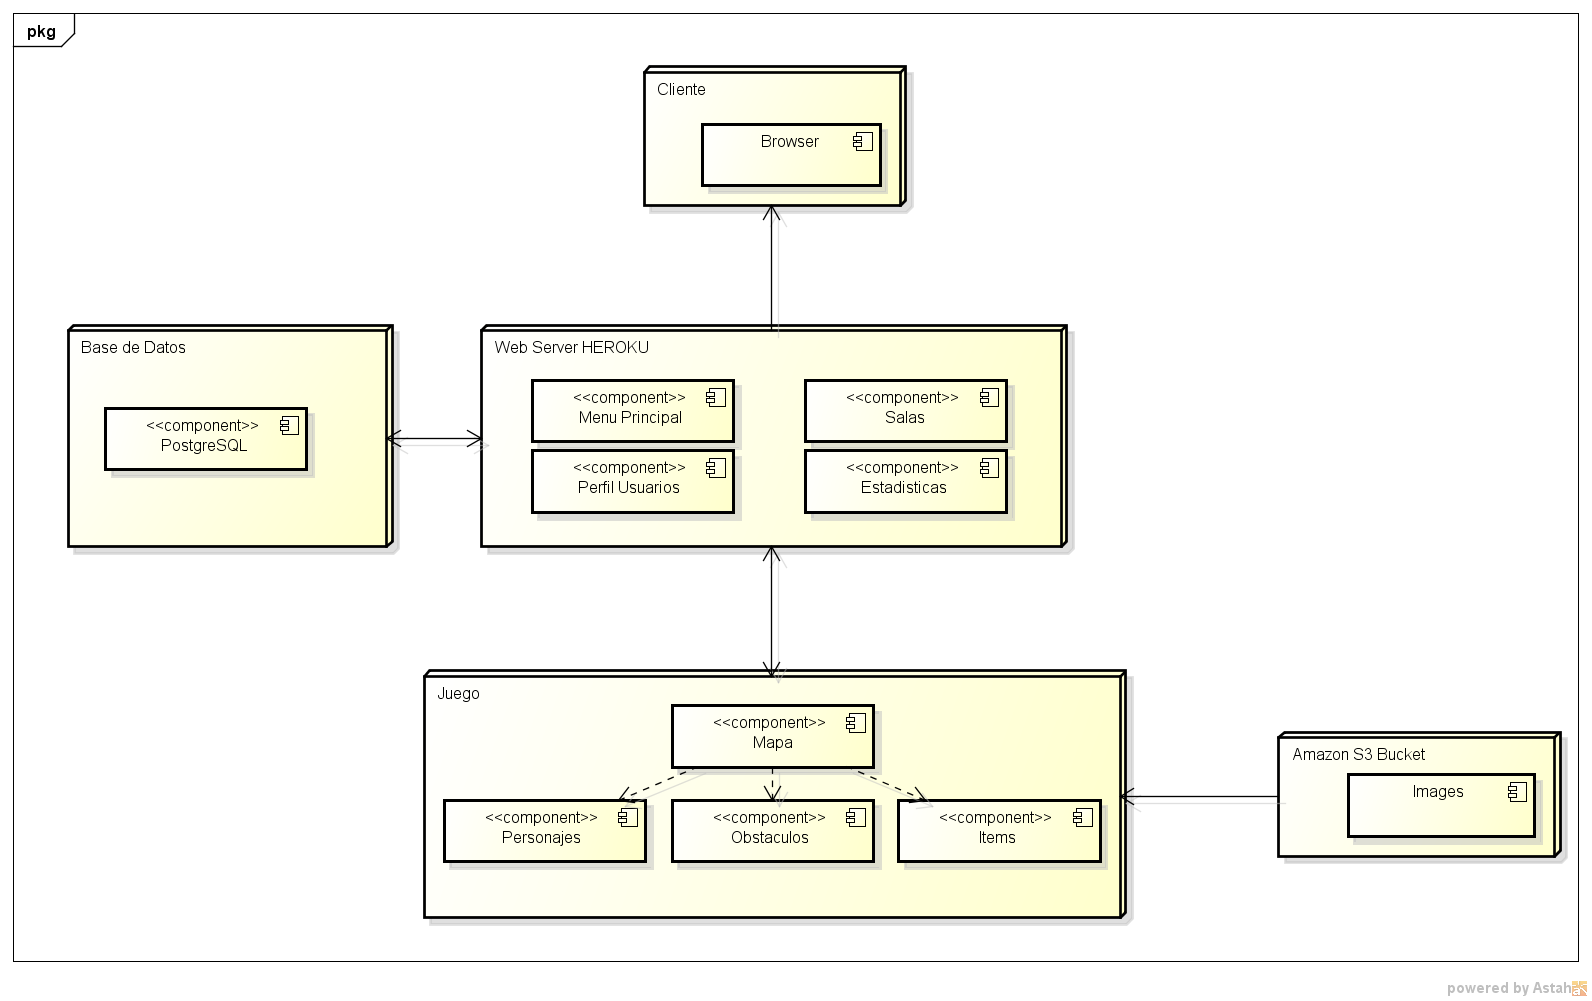 pkg
Cliente
Browser
Base de Datos
<<component>>
PostgreSQL
Web Server HEROKU
<<component>>
Menu Principal
<<component>>
Salas
<<component>>
Perfil Usuarios
<<component>>
Estadisticas
Juego
<<component>>
Mapa
<<component>>
Personajes
<<component>>
Obstaculos
<<component>>
Items
Amazon S3 Bucket
Images
powered by Astah